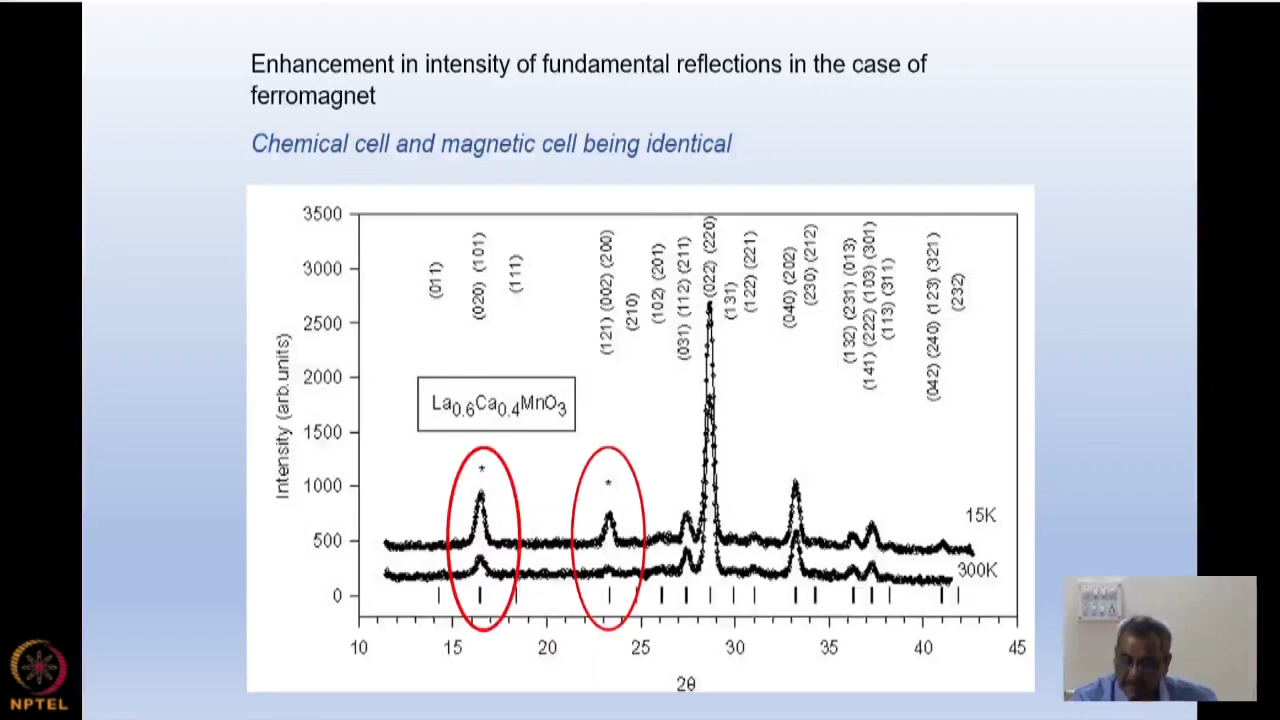 Enhancement in intensity of fundamental reflections in the case of
ferromagnet
Chemical cell and magnetic cell being identical
3500
3000
2500
2000
1500
1000
500
0
Intensity (arb.units)
(011)
(020) (101)
(111)
(121) (002) (200)
(210)
(102) (201)
(031) (112) (211)
(022) (220)
(131)
(122) (221)
(040) (202)
(230) (212)
(132) (231) (013)
(141) (222) (103) (301)
(113) (311)
(042) (240) (123) (321)
(232)
La0.6Ca0.4MnO3
*
*
15K
300K
10 15 20 25 30 35 40 45
2θ
NPTEL